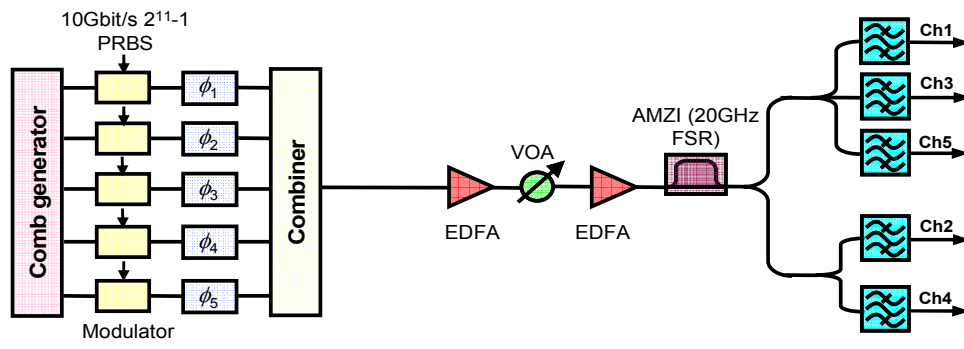 10Gbit/s 2¹¹-1
PRBS
Comb generator
ϕ₁
ϕ₂
ϕ₃
ϕ₄
ϕ₅
Modulator
Combiner
EDFA
VOA
EDFA
AMZI (20GHz
FSR)
Ch1
Ch3
Ch5
Ch2
Ch4